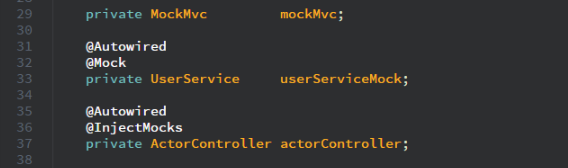 29 private MockMvc mockMvc;
30
31 @Autowired
32 @Mock
33 private UserService userServiceMock;
34
35 @Autowired
36 @InjectMocks
37 private ActorController actorController;
38